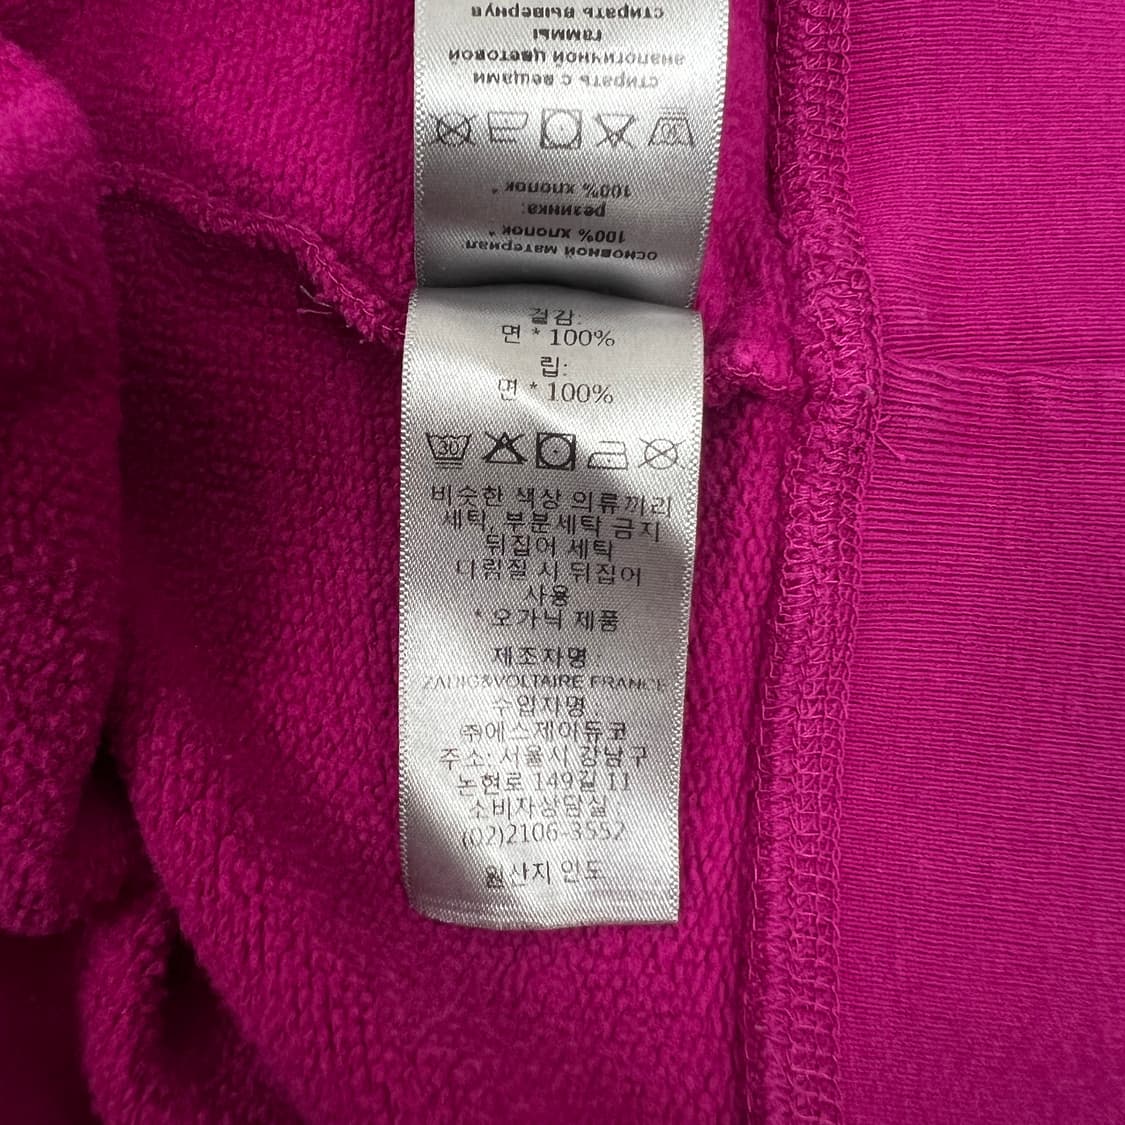 основной материал:
100% хлопок *
резинка:
100% хлопок *
30
стирать с вещами
аналогичной цветовой
гаммы
стирать вывернув
겉감:
면 * 100%
립:
면 * 100%
30
비슷한 색상 의류끼리
세탁, 부분세탁 금지
뒤집어 세탁
다림질 시 뒤집어
사용
* 오가닉 제품
제조자명 :
ZADIG&VOLTAIRE FRANCE
수입자명
㈜에스제이듀코
주소: 서울시 강남구
논현로 149길 11
소비자상담실 :
(02)2106-3552
원산지 인도